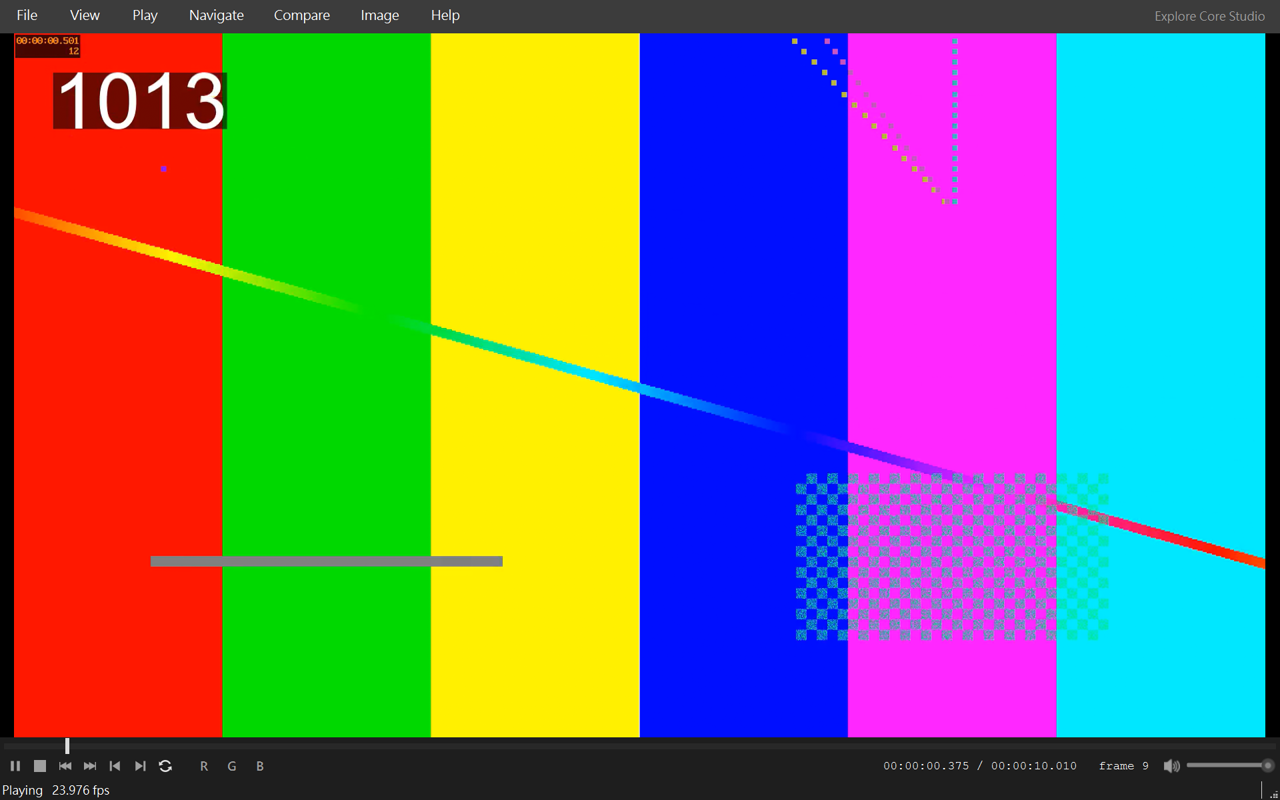 File View Play Navigate Compare Image Help Explore Core Studio
00:00:00.501
12
1013
R G B 00:00:00.375 / 00:00:10.010 frame 9
Playing 23.976 fps